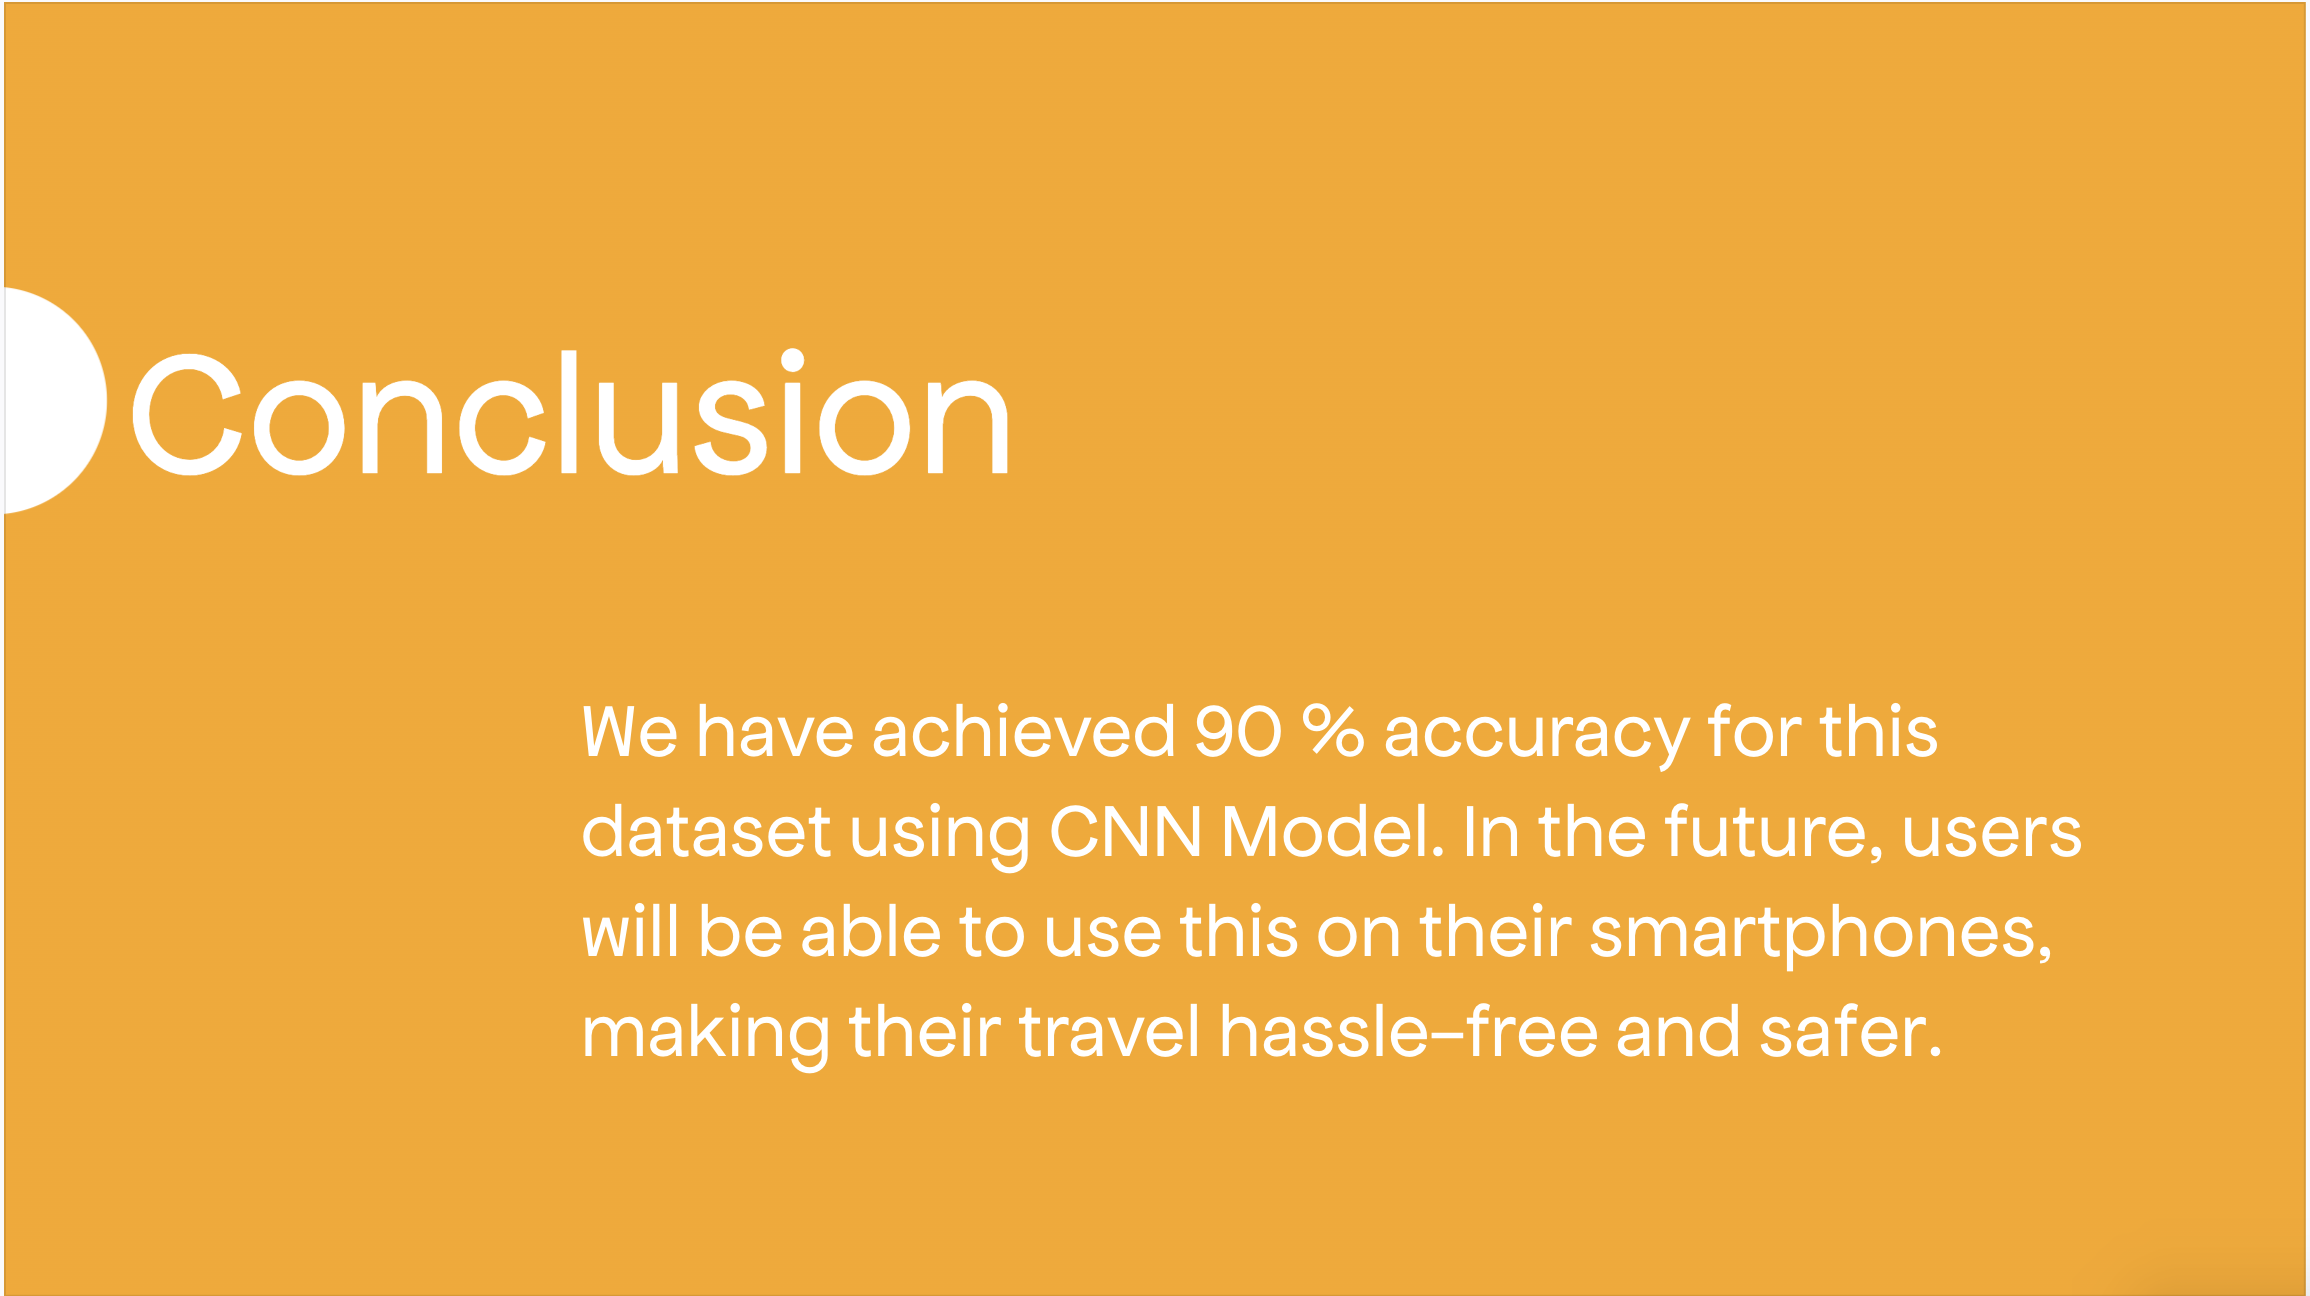 Conclusion
We have achieved 90 % accuracy for this
dataset using CNN Model. In the future, users
will be able to use this on their smartphones,
making their travel hassle-free and safer.